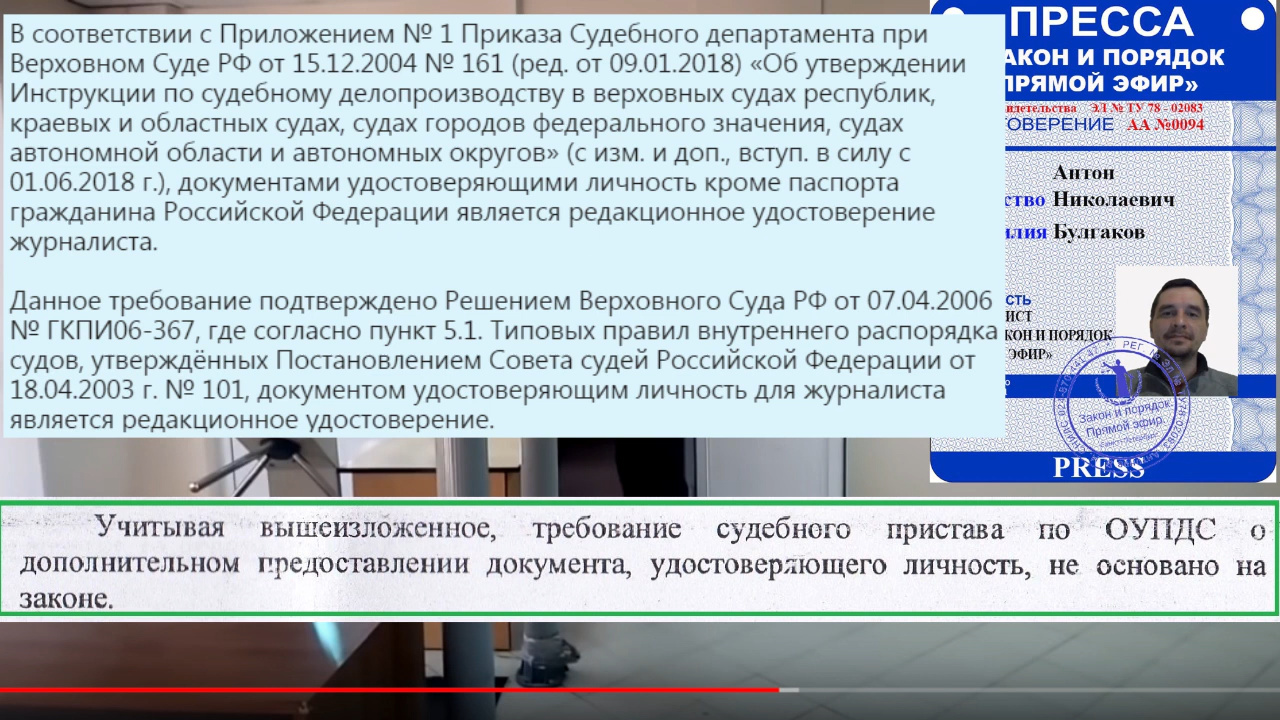 В соответствии с Приложением № 1 Приказа Судебного департамента при
Верховном Суде РФ от 15.12.2004 № 161 (ред. от 09.01.2018) «Об утверждении
Инструкции по судебному делопроизводству в верховных судах республик,
краевых и областных судах, судах городов федерального значения, судах
автономной области и автономных округов» (с изм. и доп., вступ. в силу с
01.06.2018 г.), документами удостоверяющими личность кроме паспорта
гражданина Российской Федерации является редакционное удостоверение
журналиста.
Данное требование подтверждено Решением Верховного Суда РФ от 07.04.2006
№ ГКПИ06-367, где согласно пункт 5.1. Типовых правил внутреннего распорядка
судов, утверждённых Постановлением Совета судей Российской Федерации от
18.04.2003 г. № 101, документом удостоверяющим личность для журналиста
является редакционное удостоверение.
ПРЕССА
АКОН И ПОРЯДОК
ПРЯМОЙ ЭФИР»
идетельства ЭЛ № ТУ 78 - 02083
ТОВЕРЕНИЕ АА №0094
Антон
ство Николаевич
илия Булгаков
СТЬ
ИСТ
КОН И ПОРЯДОК
ЭФИР»
Закон и порядок.
Прямой эфир.
Санкт-Петербург
PRESS
Учитывая вышеизложенное, требование судебного пристава по ОУПДС о
дополнительном предоставлении документа, удостоверяющего личность, не основано на
законе.